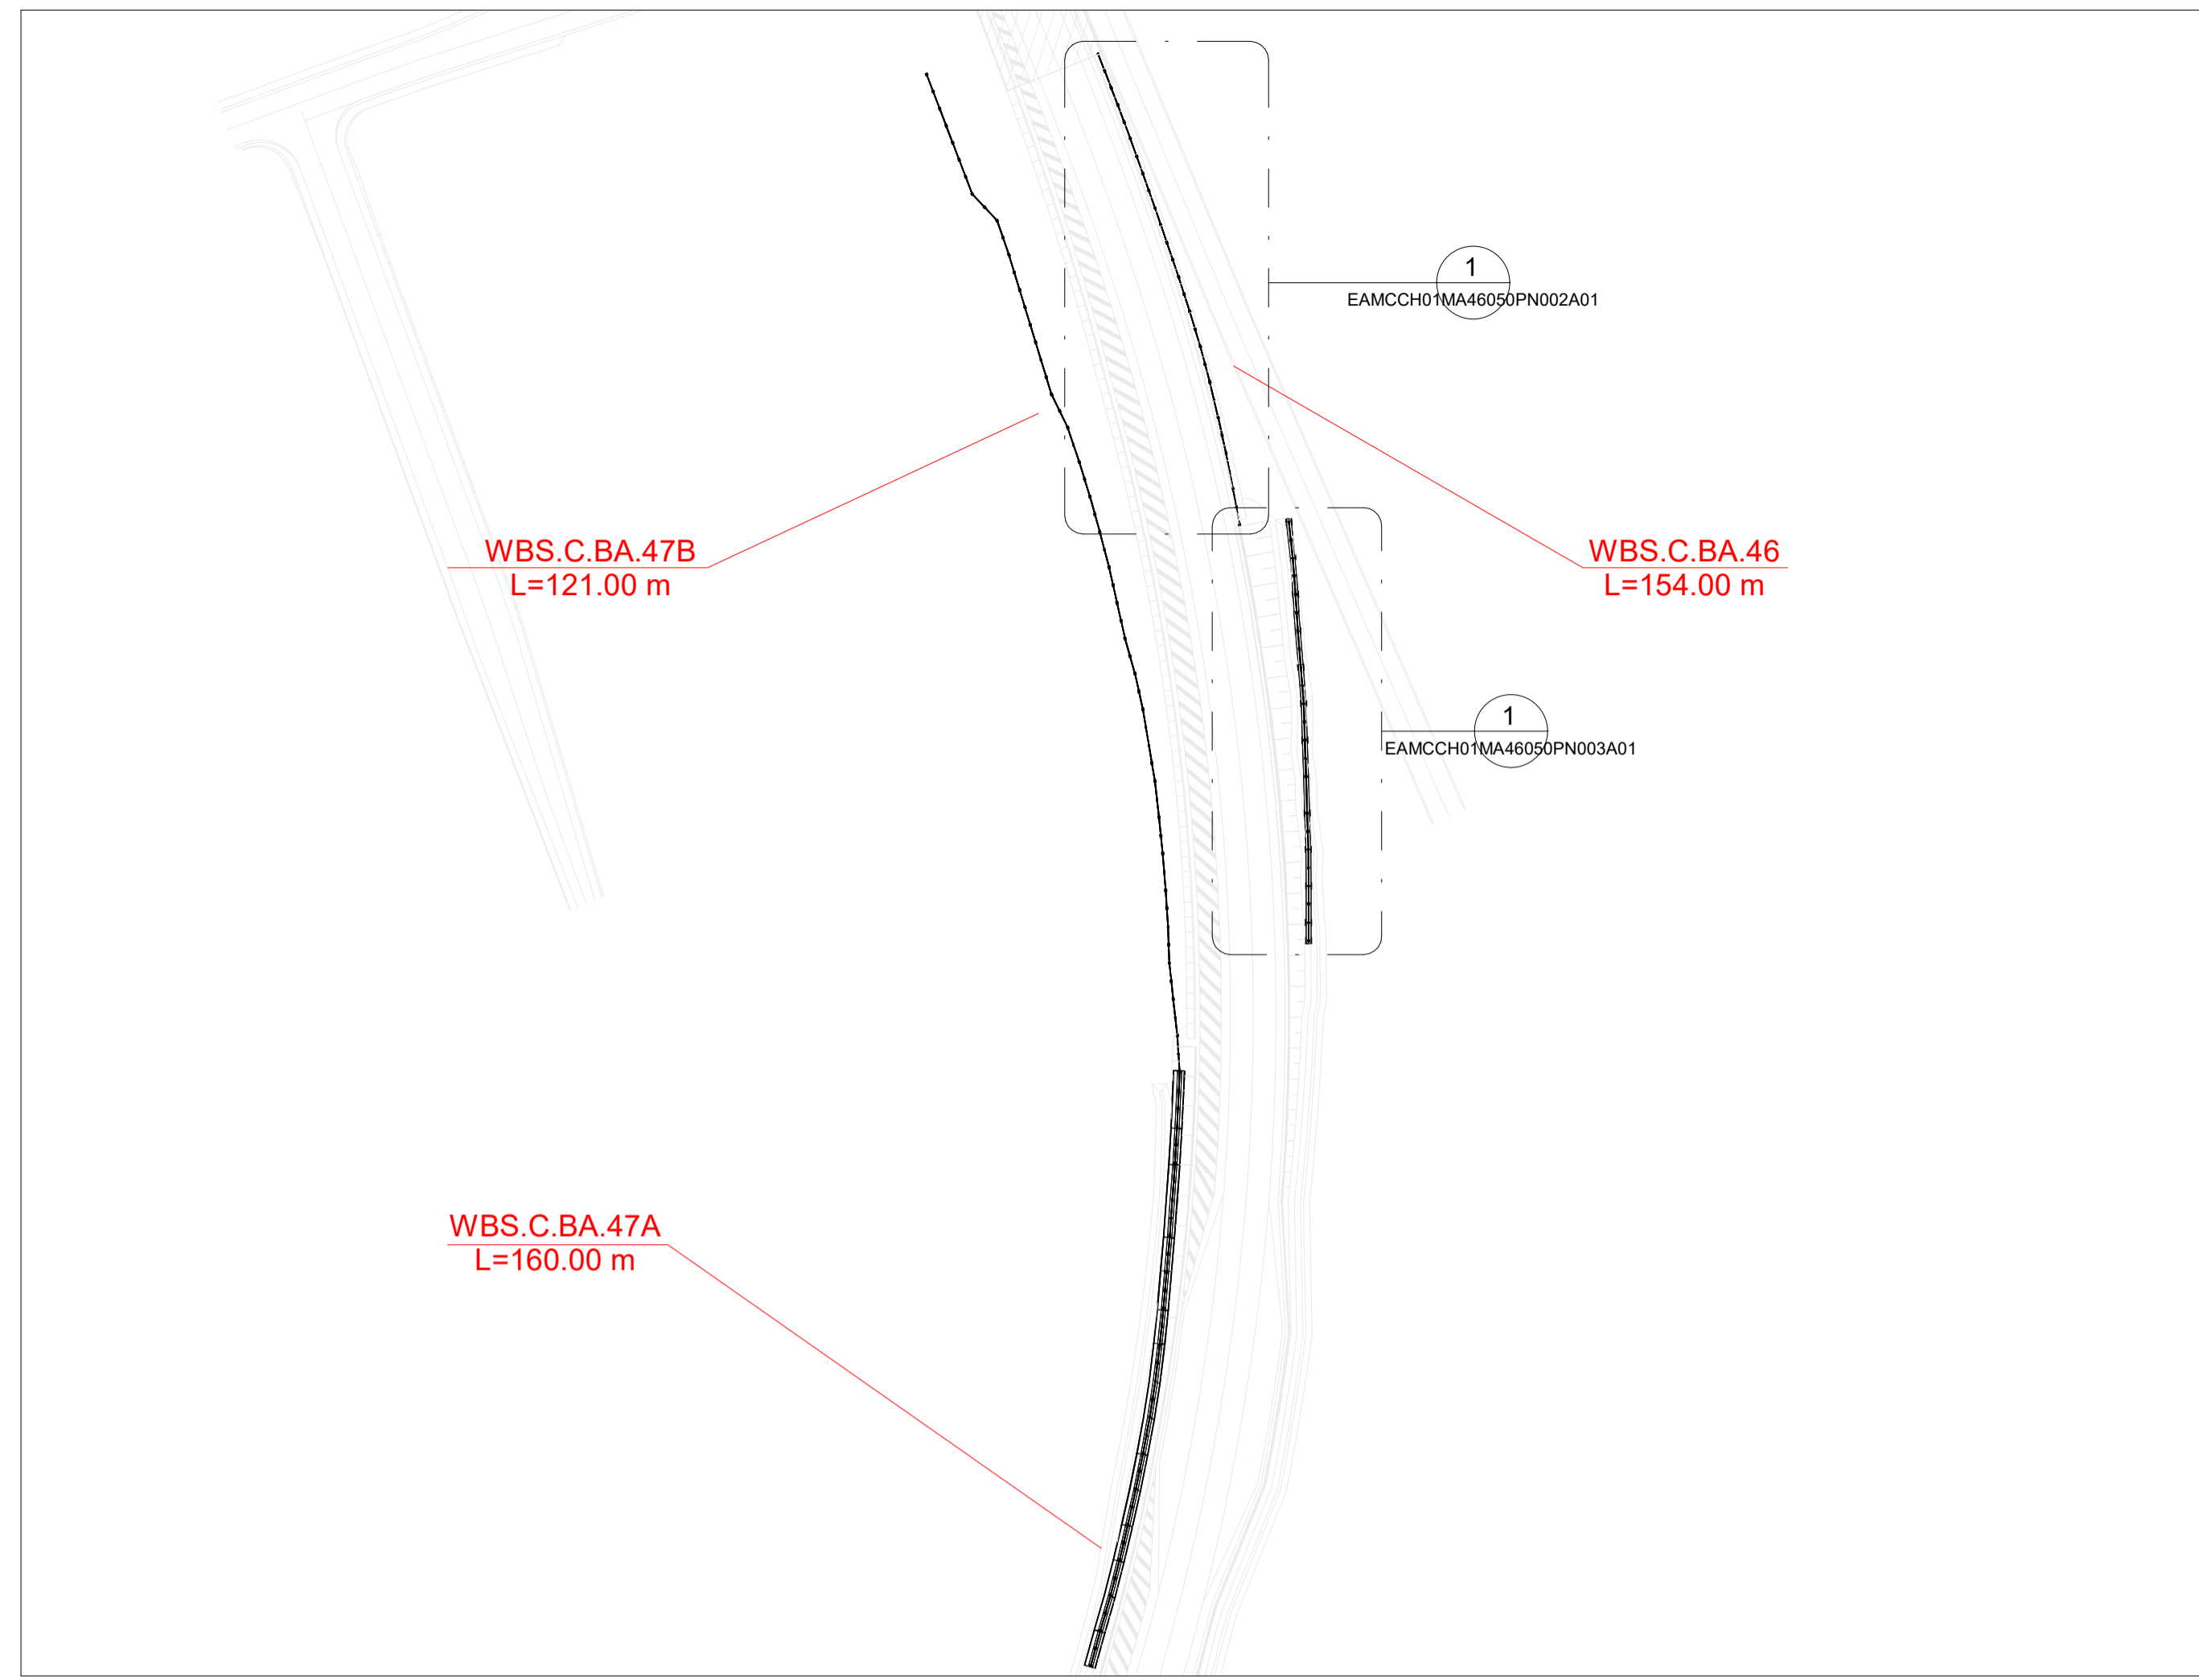 1
EAMCCH01MA46050PN002A01
WBS.C.BA.47B
L=121.00 m
WBS.C.BA.46
L=154.00 m
1
EAMCCH01MA46050PN003A01
WBS.C.BA.47A
L=160.00 m